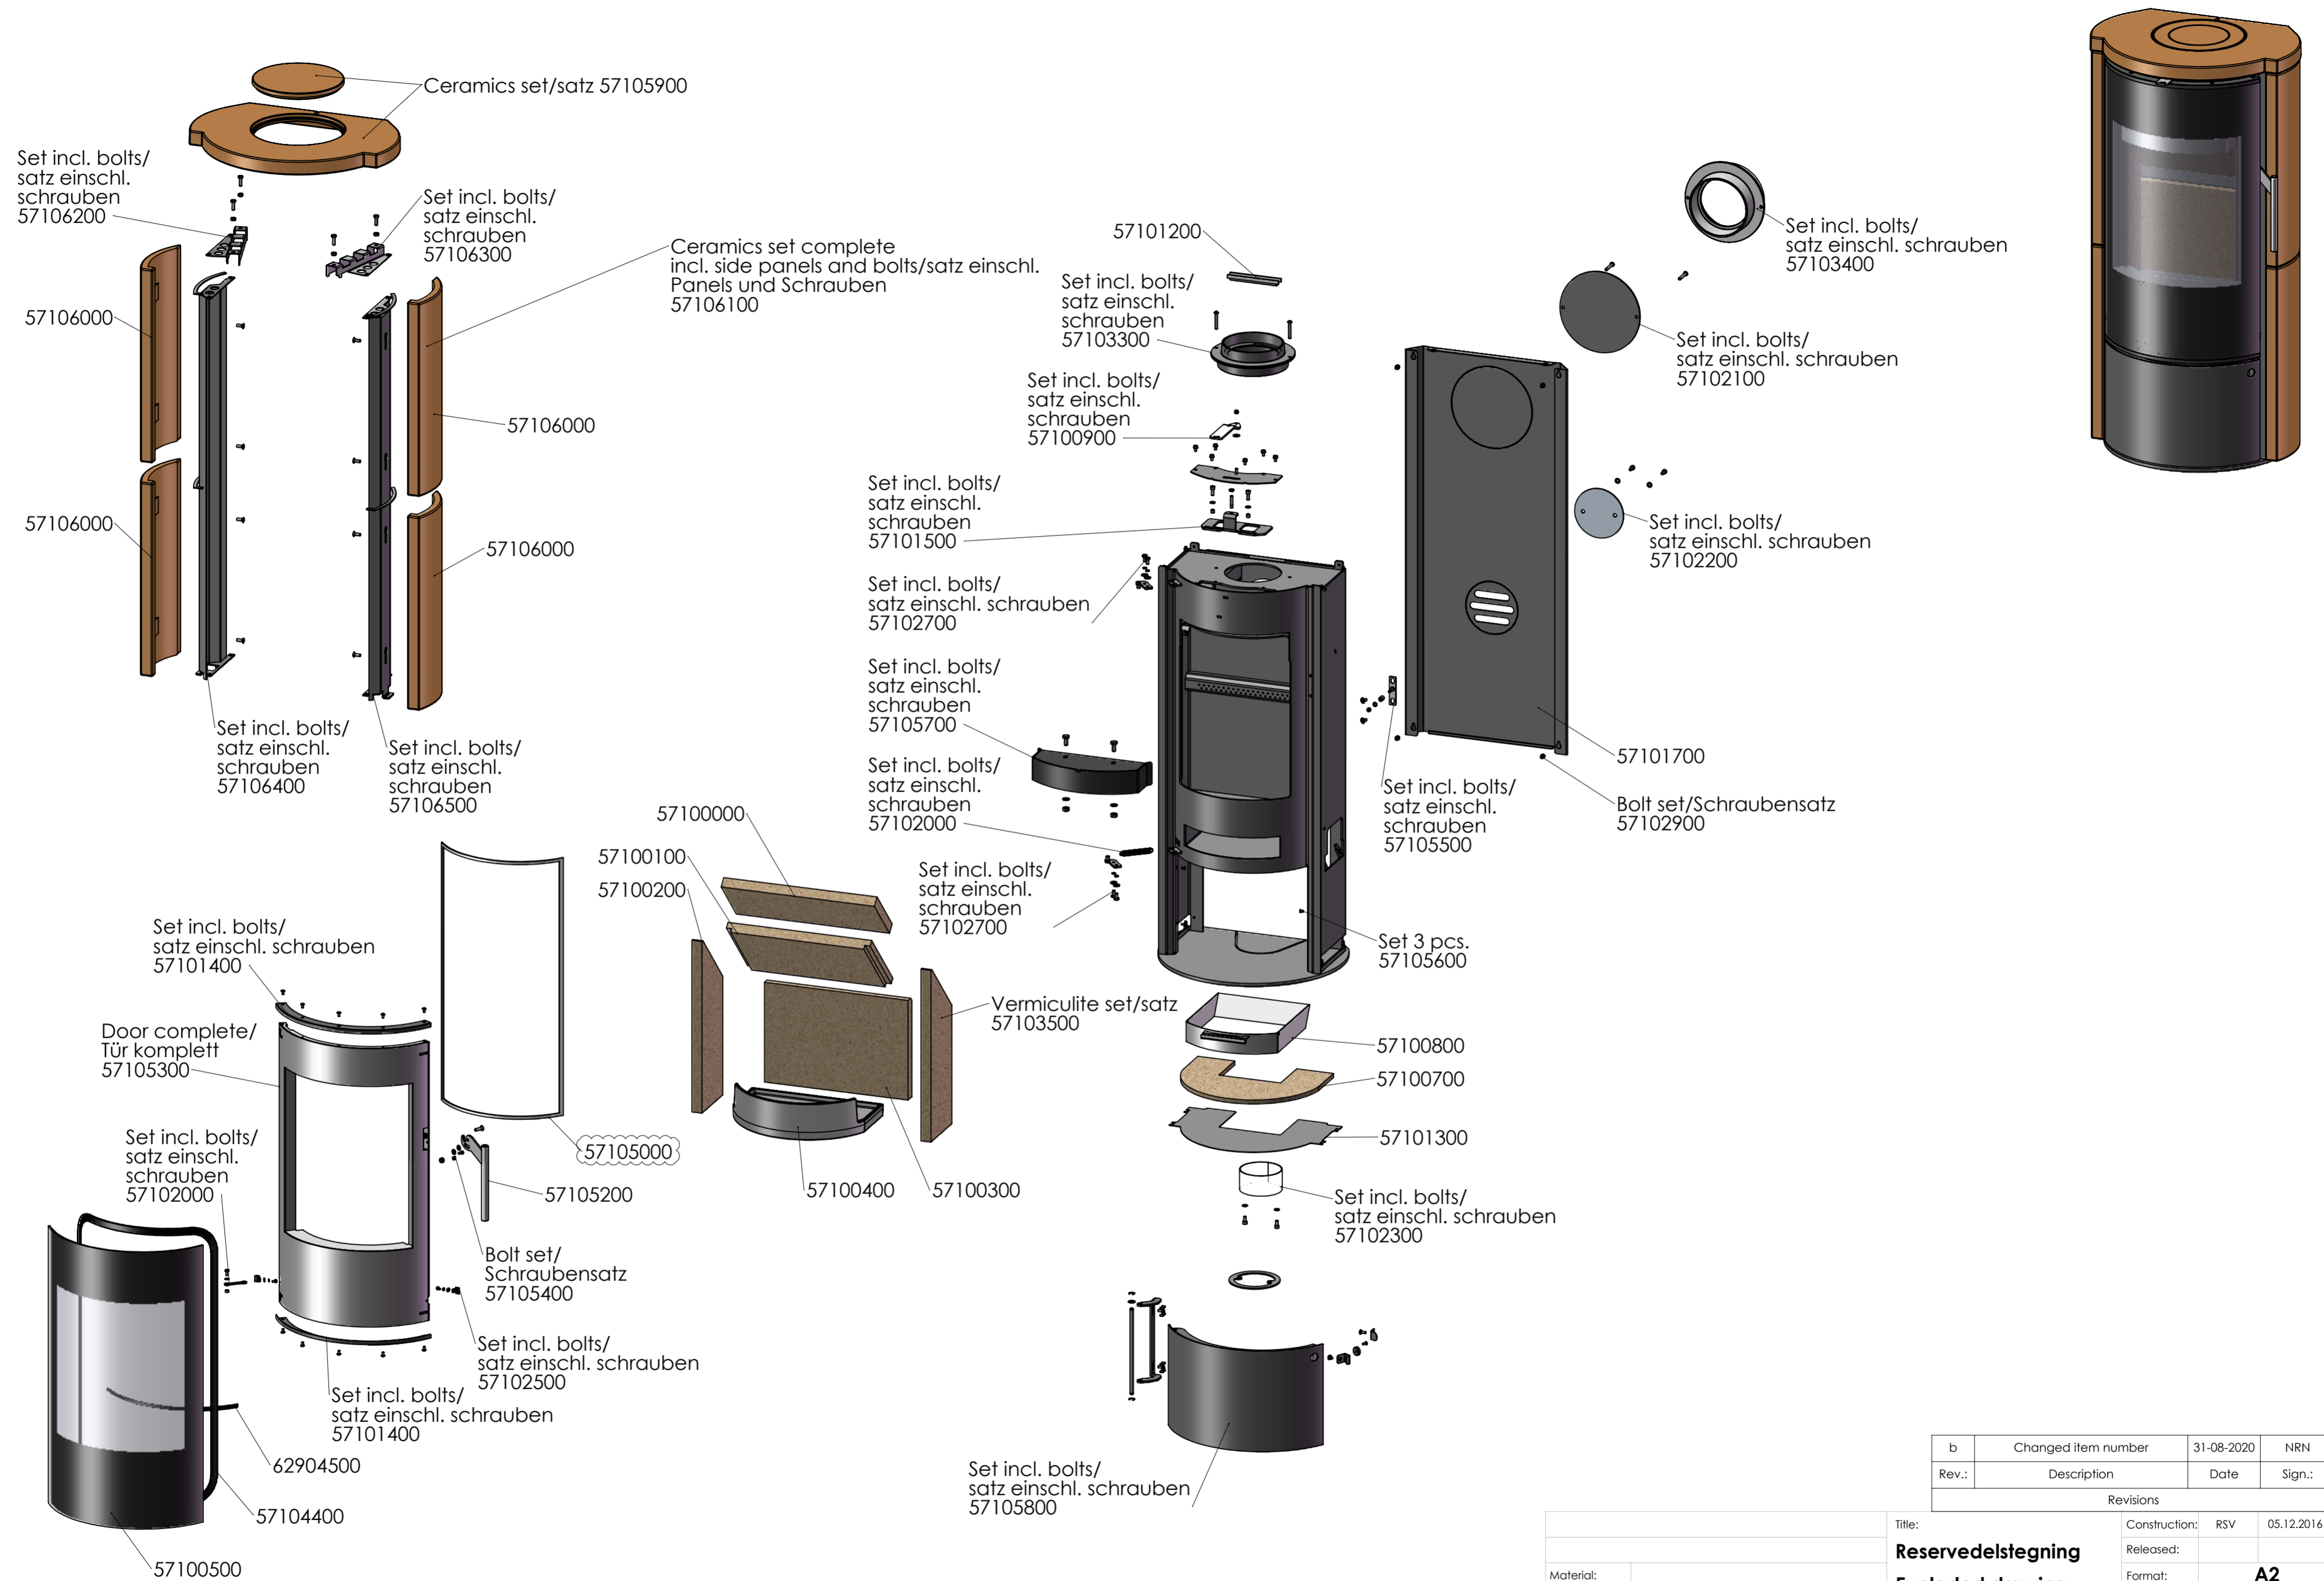 Ceramics set/satz 57105900
Set incl. bolts/
satz einschl.
schrauben
57106200
Set incl. bolts/
satz einschl.
schrauben
57106300
Ceramics set complete
incl. side panels and bolts/satz einschl.
Panels und Schrauben
57106100
57106000
57106000
57106000
57106000
Set incl. bolts/
satz einschl.
schrauben
57106400
Set incl. bolts/
satz einschl.
schrauben
57106500
57101200
Set incl. bolts/
satz einschl.
schrauben
57103300
Set incl. bolts/
satz einschl.
schrauben
57100900
Set incl. bolts/
satz einschl.
schrauben
57101500
Set incl. bolts/
satz einschl. schrauben
57102700
Set incl. bolts/
satz einschl.
schrauben
57105700
Set incl. bolts/
satz einschl.
schrauben
57102000
Set incl. bolts/
satz einschl.
schrauben
57102700
Set incl. bolts/
satz einschl. schrauben
57103400
Set incl. bolts/
satz einschl. schrauben
57102100
Set incl. bolts/
satz einschl. schrauben
57102200
57101700
Bolt set/Schraubensatz
57102900
Set incl. bolts/
satz einschl.
schrauben
57105500
Set 3 pcs.
57105600
57100000
57100100
57100200
Vermiculite set/satz
57103500
57100400
57100300
57100800
57100700
57101300
Set incl. bolts/
satz einschl. schrauben
57102300
Set incl. bolts/
satz einschl. schrauben
57105800
Set incl. bolts/
satz einschl. schrauben
57101400
Door complete/
Tür komplett
57105300
Set incl. bolts/
satz einschl.
schrauben
57102000
57105000
57105200
Bolt set/
Schraubensatz
57105400
Set incl. bolts/
satz einschl. schrauben
57102500
Set incl. bolts/
satz einschl. schrauben
57101400
62904500
57104400
57100500
b Changed item number 31-08-2020 NRN
Rev.: Description Date Sign.:
Revisions
Title: Construction: RSV 05.12.2016
Reservedelstegning Released:
Material: Format: A2